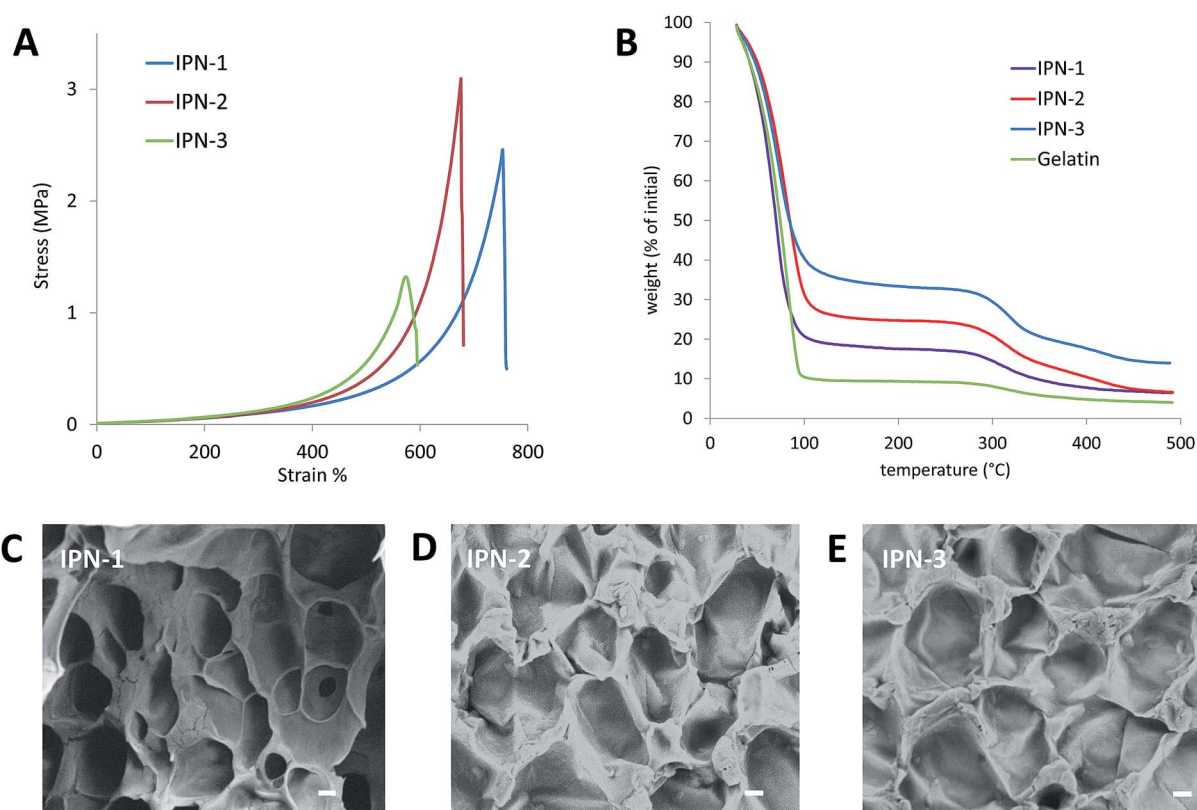 A
IPN-1
IPN-2
IPN-3
Stress (MPa)
3
2
1
0
0 200 400 600 800
Strain %
B
IPN-1
IPN-2
IPN-3
Gelatin
weight (% of initial)
100
90
80
70
60
50
40
30
20
10
0
0 100 200 300 400 500
temperature (°C)
C
IPN-1
D
IPN-2
E
IPN-3